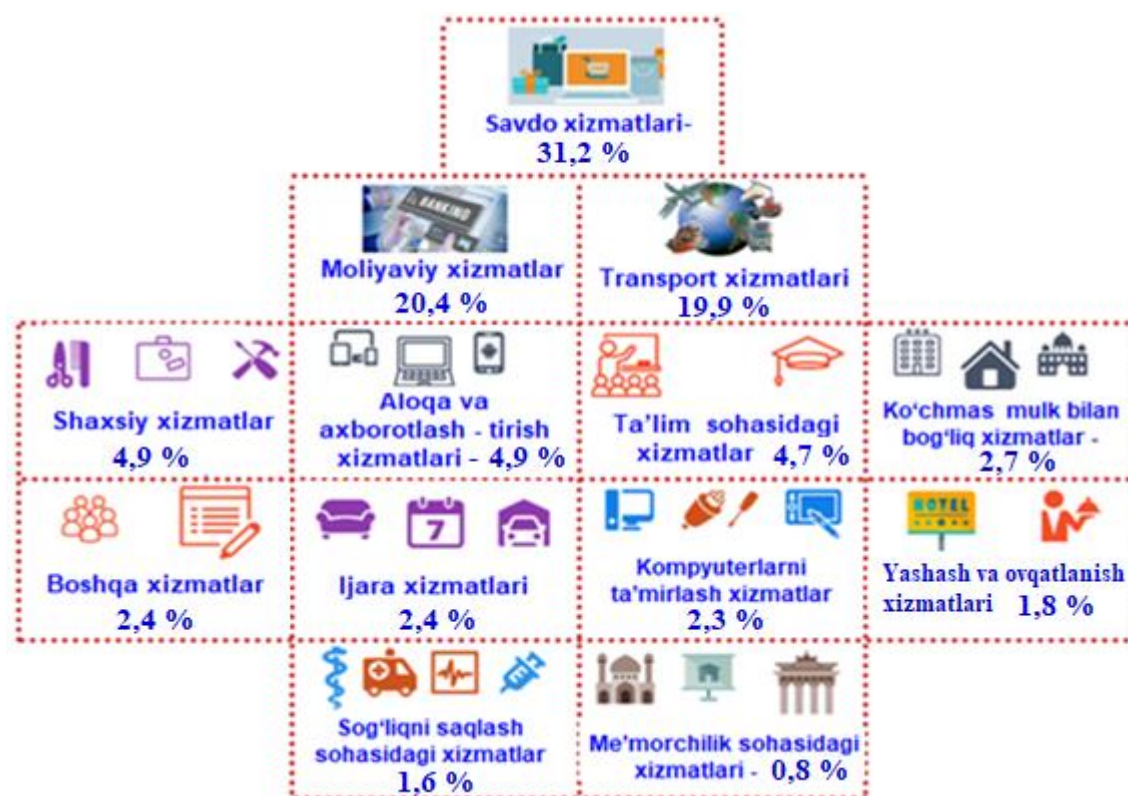 Savdo xizmatlari-
31,2 %
BANKING
Moliyaviy xizmatlar
20,4 %
Transport xizmatlari
19,9 %
Shaxsiy xizmatlar
4,9 %
Aloqa va
axborotlash - tirish
xizmatlari - 4,9 %
Ta'lim sohasidagi
xizmatlar 4,7 %
Ko'chmas mulk bilan
bog'liq xizmatlar -
2,7 %
Boshqa xizmatlar
2,4 %
7
Ijara xizmatlari
2,4 %
Kompyuterlarni
ta'mirlash xizmatlar
2,3 %
HOTEL
Yashash va ovqatlanish
xizmatlari 1,8 %
Sog'liqni saqlash
sohasidagi xizmatlar
1,6 %
Me'morchilik sohasidagi
xizmatlari - 0,8 %